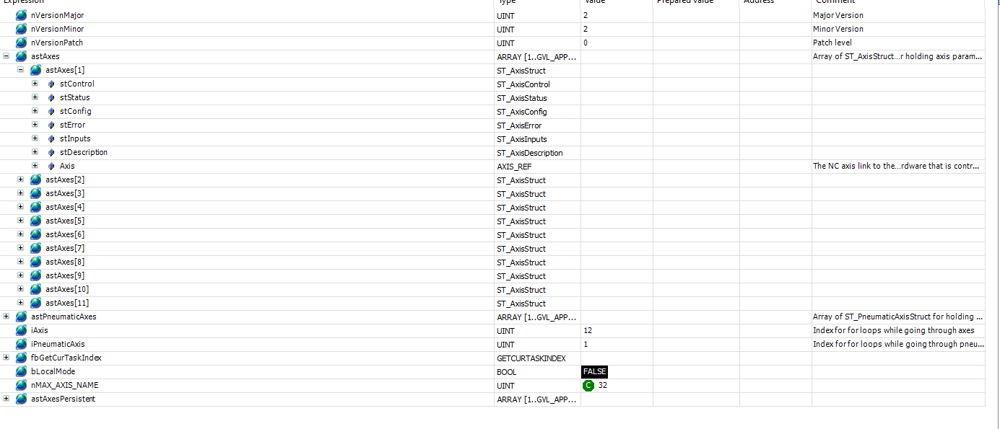 Expression Type Value Prepared value Address Comment
nVersionMajor UINT 2 Major Version
nVersionMinor UINT 2 Minor Version
nVersionPatch UINT 0 Patch level
astAxes ARRAY [1..GVL_APP... Array of ST_AxisStruct...r holding axis param...
astAxes[1] ST_AxisStruct
stControl ST_AxisControl
stStatus ST_AxisStatus
stConfig ST_AxisConfig
stError ST_AxisError
stInputs ST_AxisInputs
stDescription ST_AxisDescription
Axis AXIS_REF The NC axis link to the...rdware that is contr...
astAxes[2] ST_AxisStruct
astAxes[3] ST_AxisStruct
astAxes[4] ST_AxisStruct
astAxes[5] ST_AxisStruct
astAxes[6] ST_AxisStruct
astAxes[7] ST_AxisStruct
astAxes[8] ST_AxisStruct
astAxes[9] ST_AxisStruct
astAxes[10] ST_AxisStruct
astAxes[11] ST_AxisStruct
astPneumaticAxes ARRAY [1..GVL_APP... Array of ST_PneumaticAxisStruct for holding ...
iAxis UINT 12 Index for for loops while going through axes
iPneumaticAxis UINT 1 Index for for loops while going through pneu...
fbGetCurTaskIndex GETCURTASKINDEX
bLocalMode BOOL FALSE
nMAX_AXIS_NAME UINT C 32
astAxesPersistent ARRAY [1..GVL_APP...